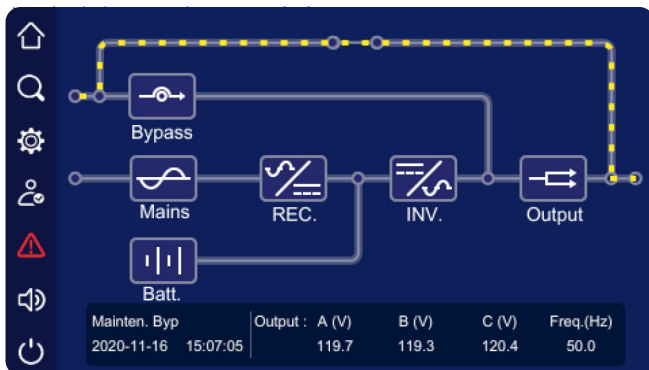 Bypass
Mains
REC.
INV.
Output
Batt.
Mainten. Byp Output : A (V) B (V) C (V) Freq.(Hz)
2020-11-16 15:07:05 119.7 119.3 120.4 50.0